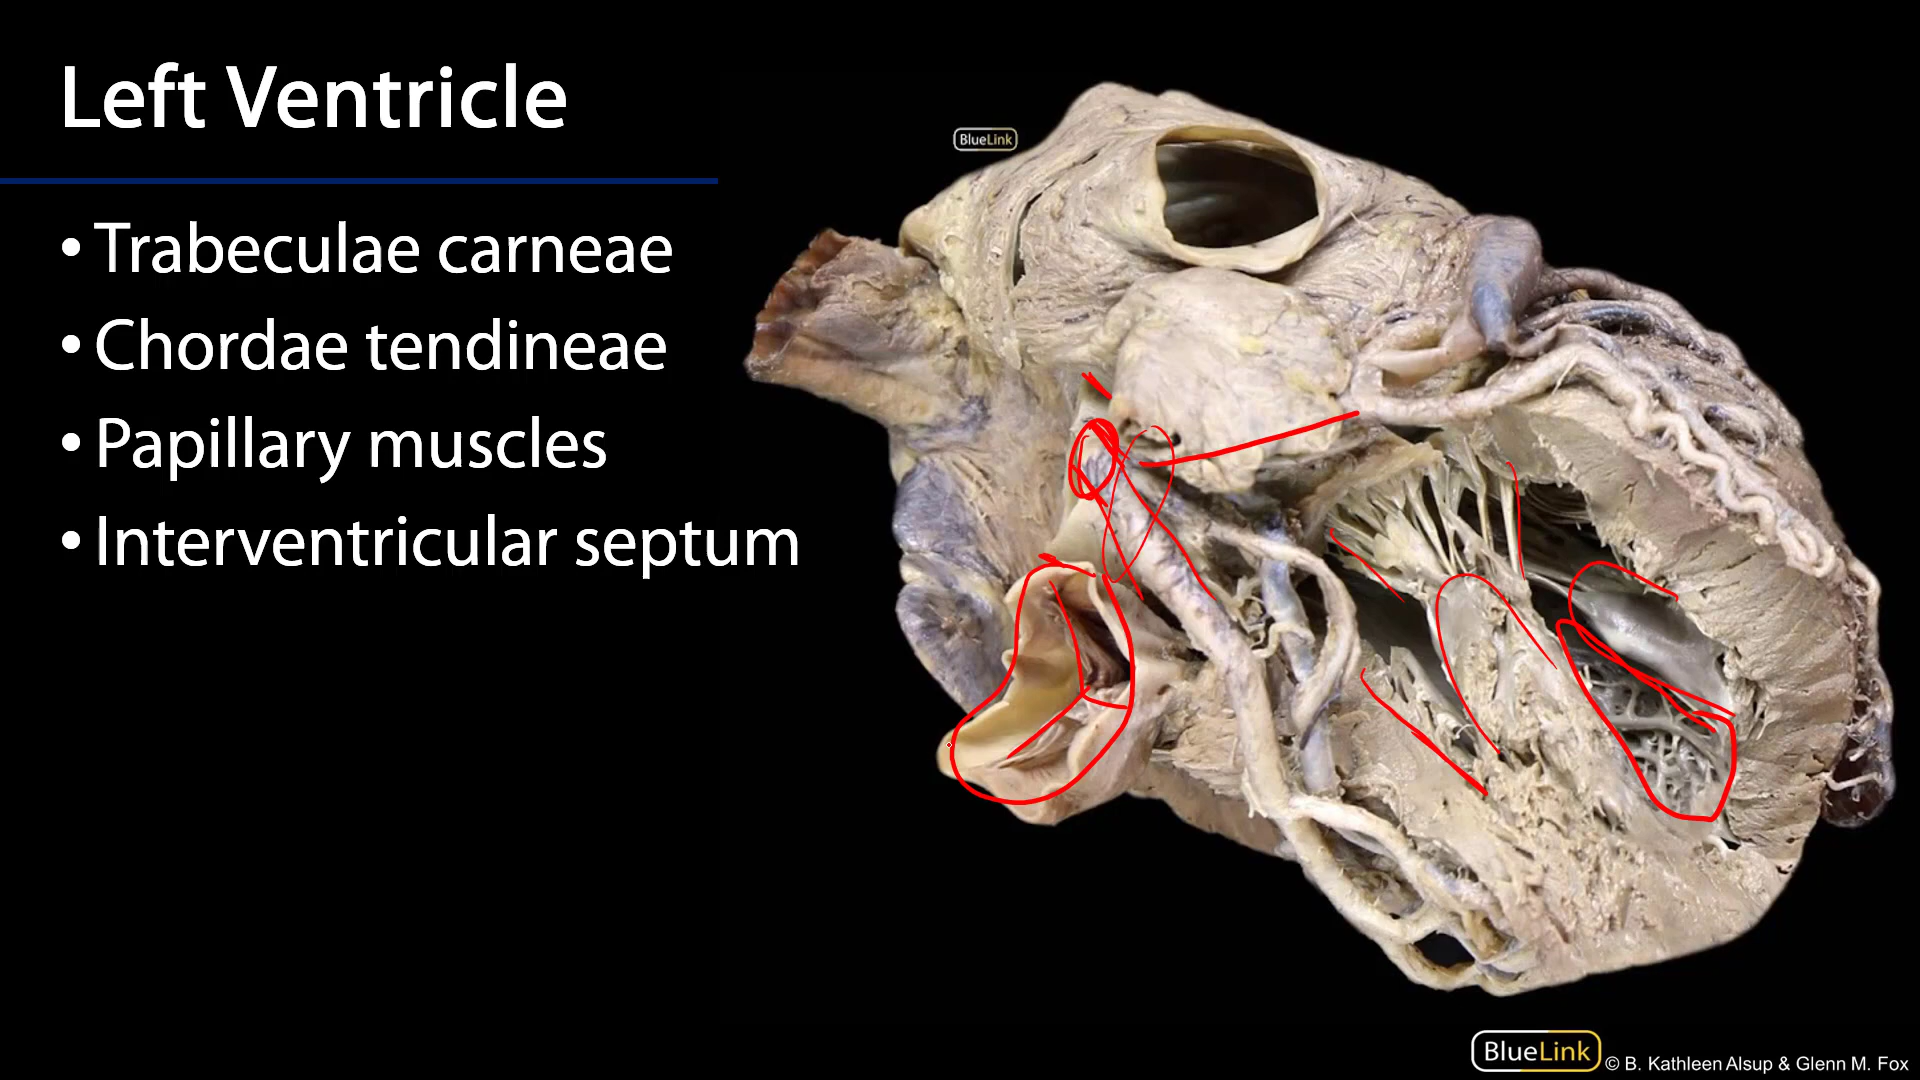 Left Ventricle
BlueLink
• Trabeculae carneae
• Chordae tendineae
• Papillary muscles
• Interventricular septum
BlueLink © B. Kathleen Alsup & Glenn M. Fox